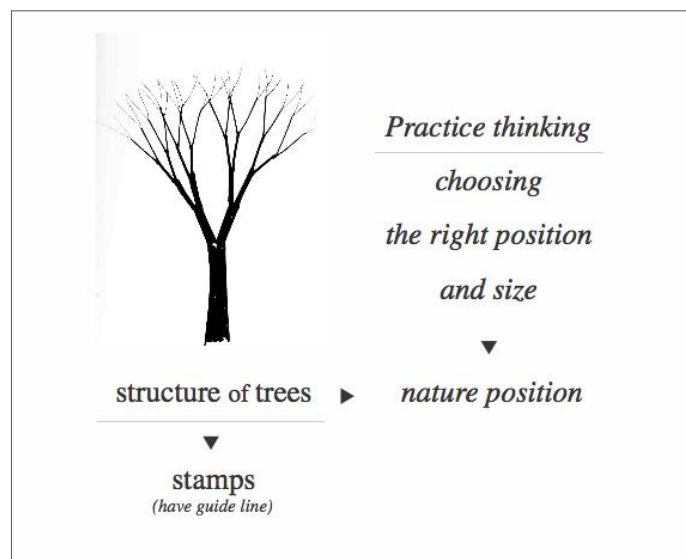 Practice thinking
choosing
the right position
and size
structure of trees
nature position
stamps
(have guide line)